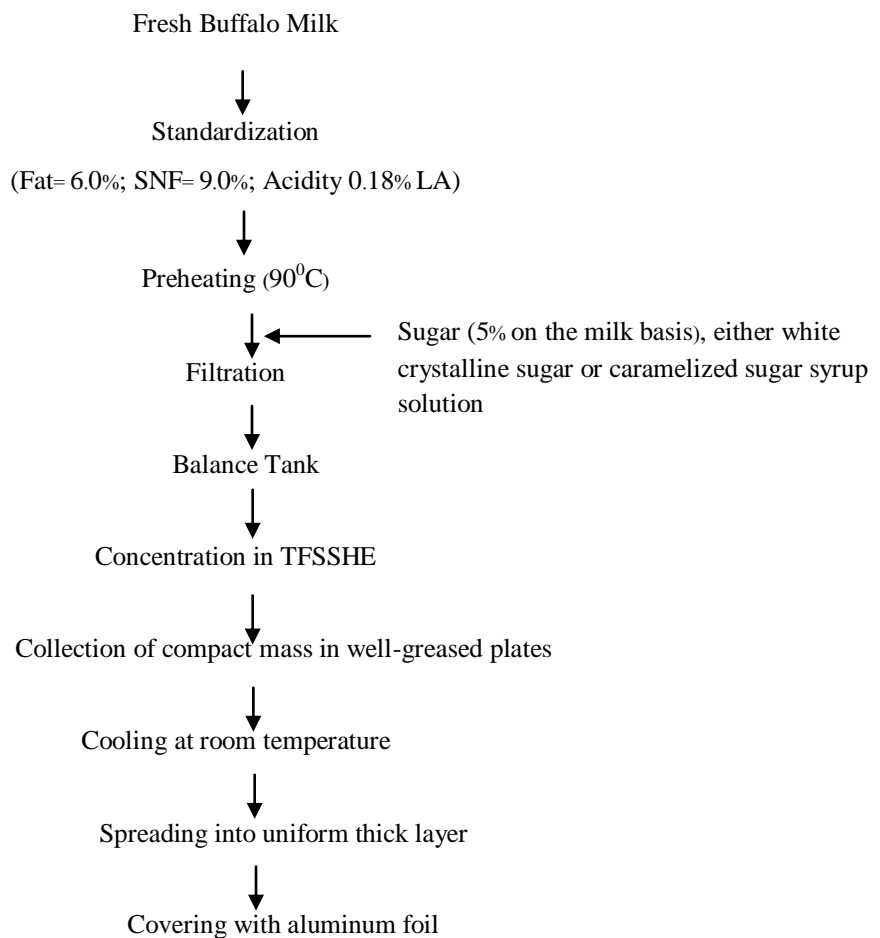 Fresh Buffalo Milk
Standardization
(Fat= 6.0%; SNF= 9.0%; Acidity 0.18% LA)
Preheating (90⁰C)
Sugar (5% on the milk basis), either white
crystalline sugar or caramelized sugar syrup
solution
Filtration
Balance Tank
Concentration in TFSSHE
Collection of compact mass in well-greased plates
Cooling at room temperature
Spreading into uniform thick layer
Covering with aluminum foil